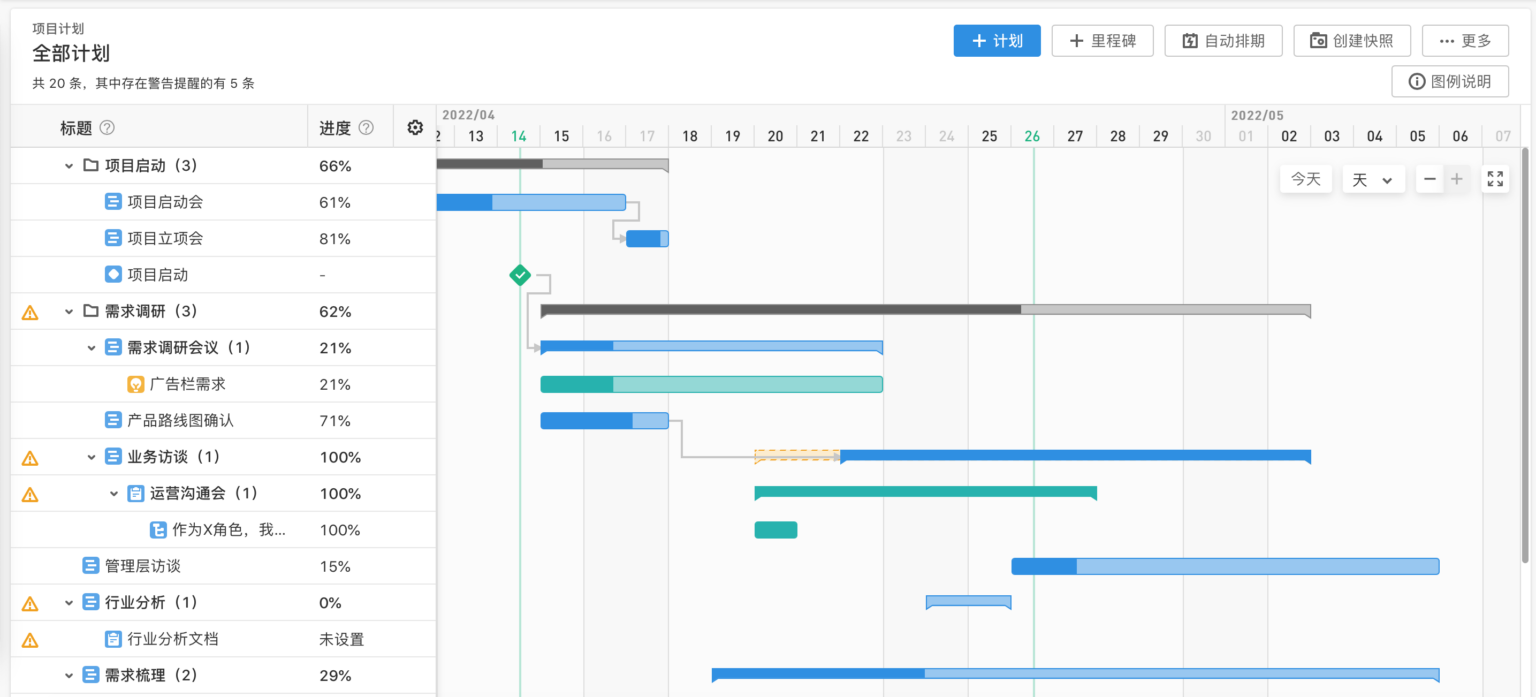 项目计划
全部计划
共 20 条，其中存在警告提醒的有 5 条
计划
里程碑
自动排期
创建快照
更多
图例说明
标题 进度
2022/04 2022/05
2 13 14 15 16 17 18 19 20 21 22 23 24 25 26 27 28 29 30 01 02 03 04 05 06 07
今天 天
项目启动（3） 66%
项目启动会 61%
项目立项会 81%
项目启动 -
需求调研（3） 62%
需求调研会议（1） 21%
广告栏需求 21%
产品路线图确认 71%
业务访谈（1） 100%
运营沟通会（1） 100%
作为X角色，我... 100%
管理层访谈 15%
行业分析（1） 0%
行业分析文档 未设置
需求梳理（2） 29%